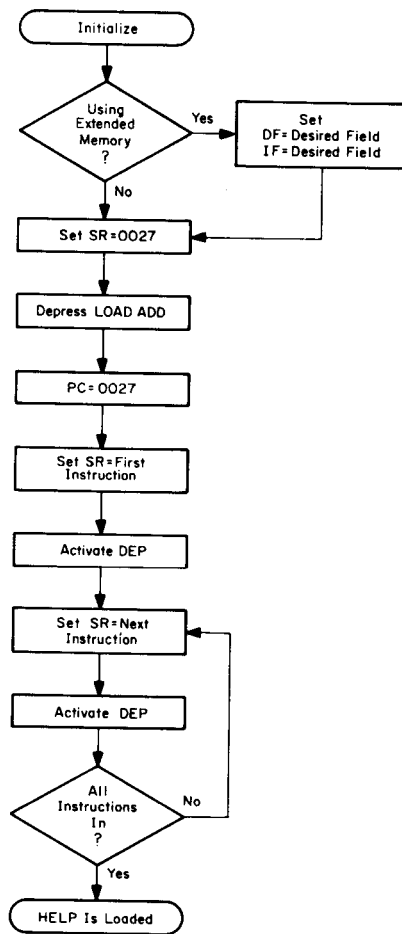 Initialize
Using
Extended
Memory
?
Yes
Set
DF=Desired Field
IF=Desired Field
No
Set SR=0027
Depress LOAD ADD
PC=0027
Set SR=First
Instruction
Activate DEP
Set SR=Next
Instruction
Activate DEP
All
Instructions
In
?
No
Yes
HELP Is Loaded